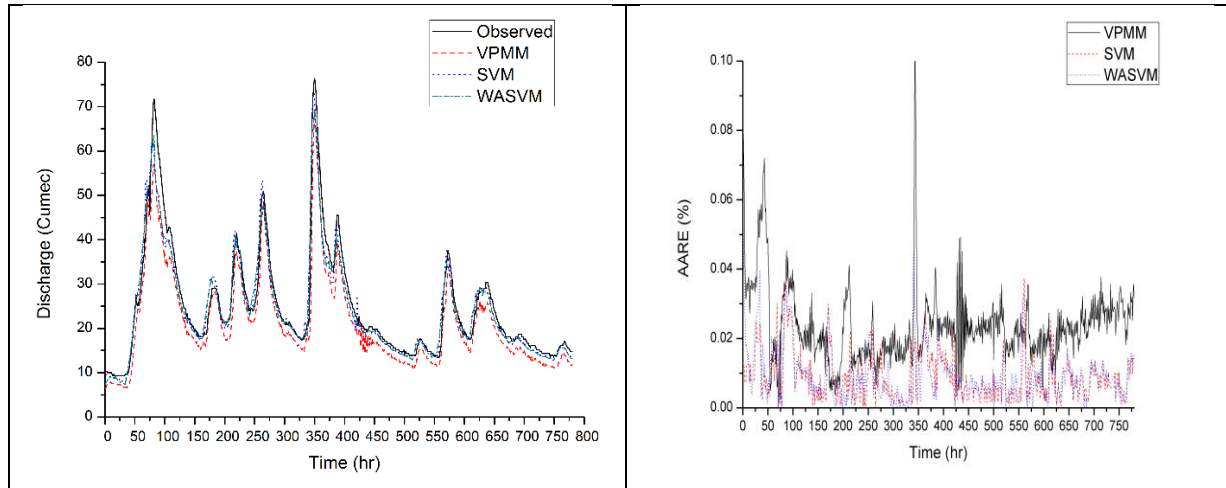 Observed
VPMM
SVM
WASVM
80
70
60
50
40
30
20
10
0
0 50 100 150 200 250 300 350 400 450 500 550 600 650 700 750 800
Discharge (Cumec)
Time (hr)
VPMM
SVM
WASVM
0.10
0.08
0.06
0.04
0.02
0.00
0 50 100 150 200 250 300 350 400 450 500 550 600 650 700 750
AARE (%)
Time (hr)